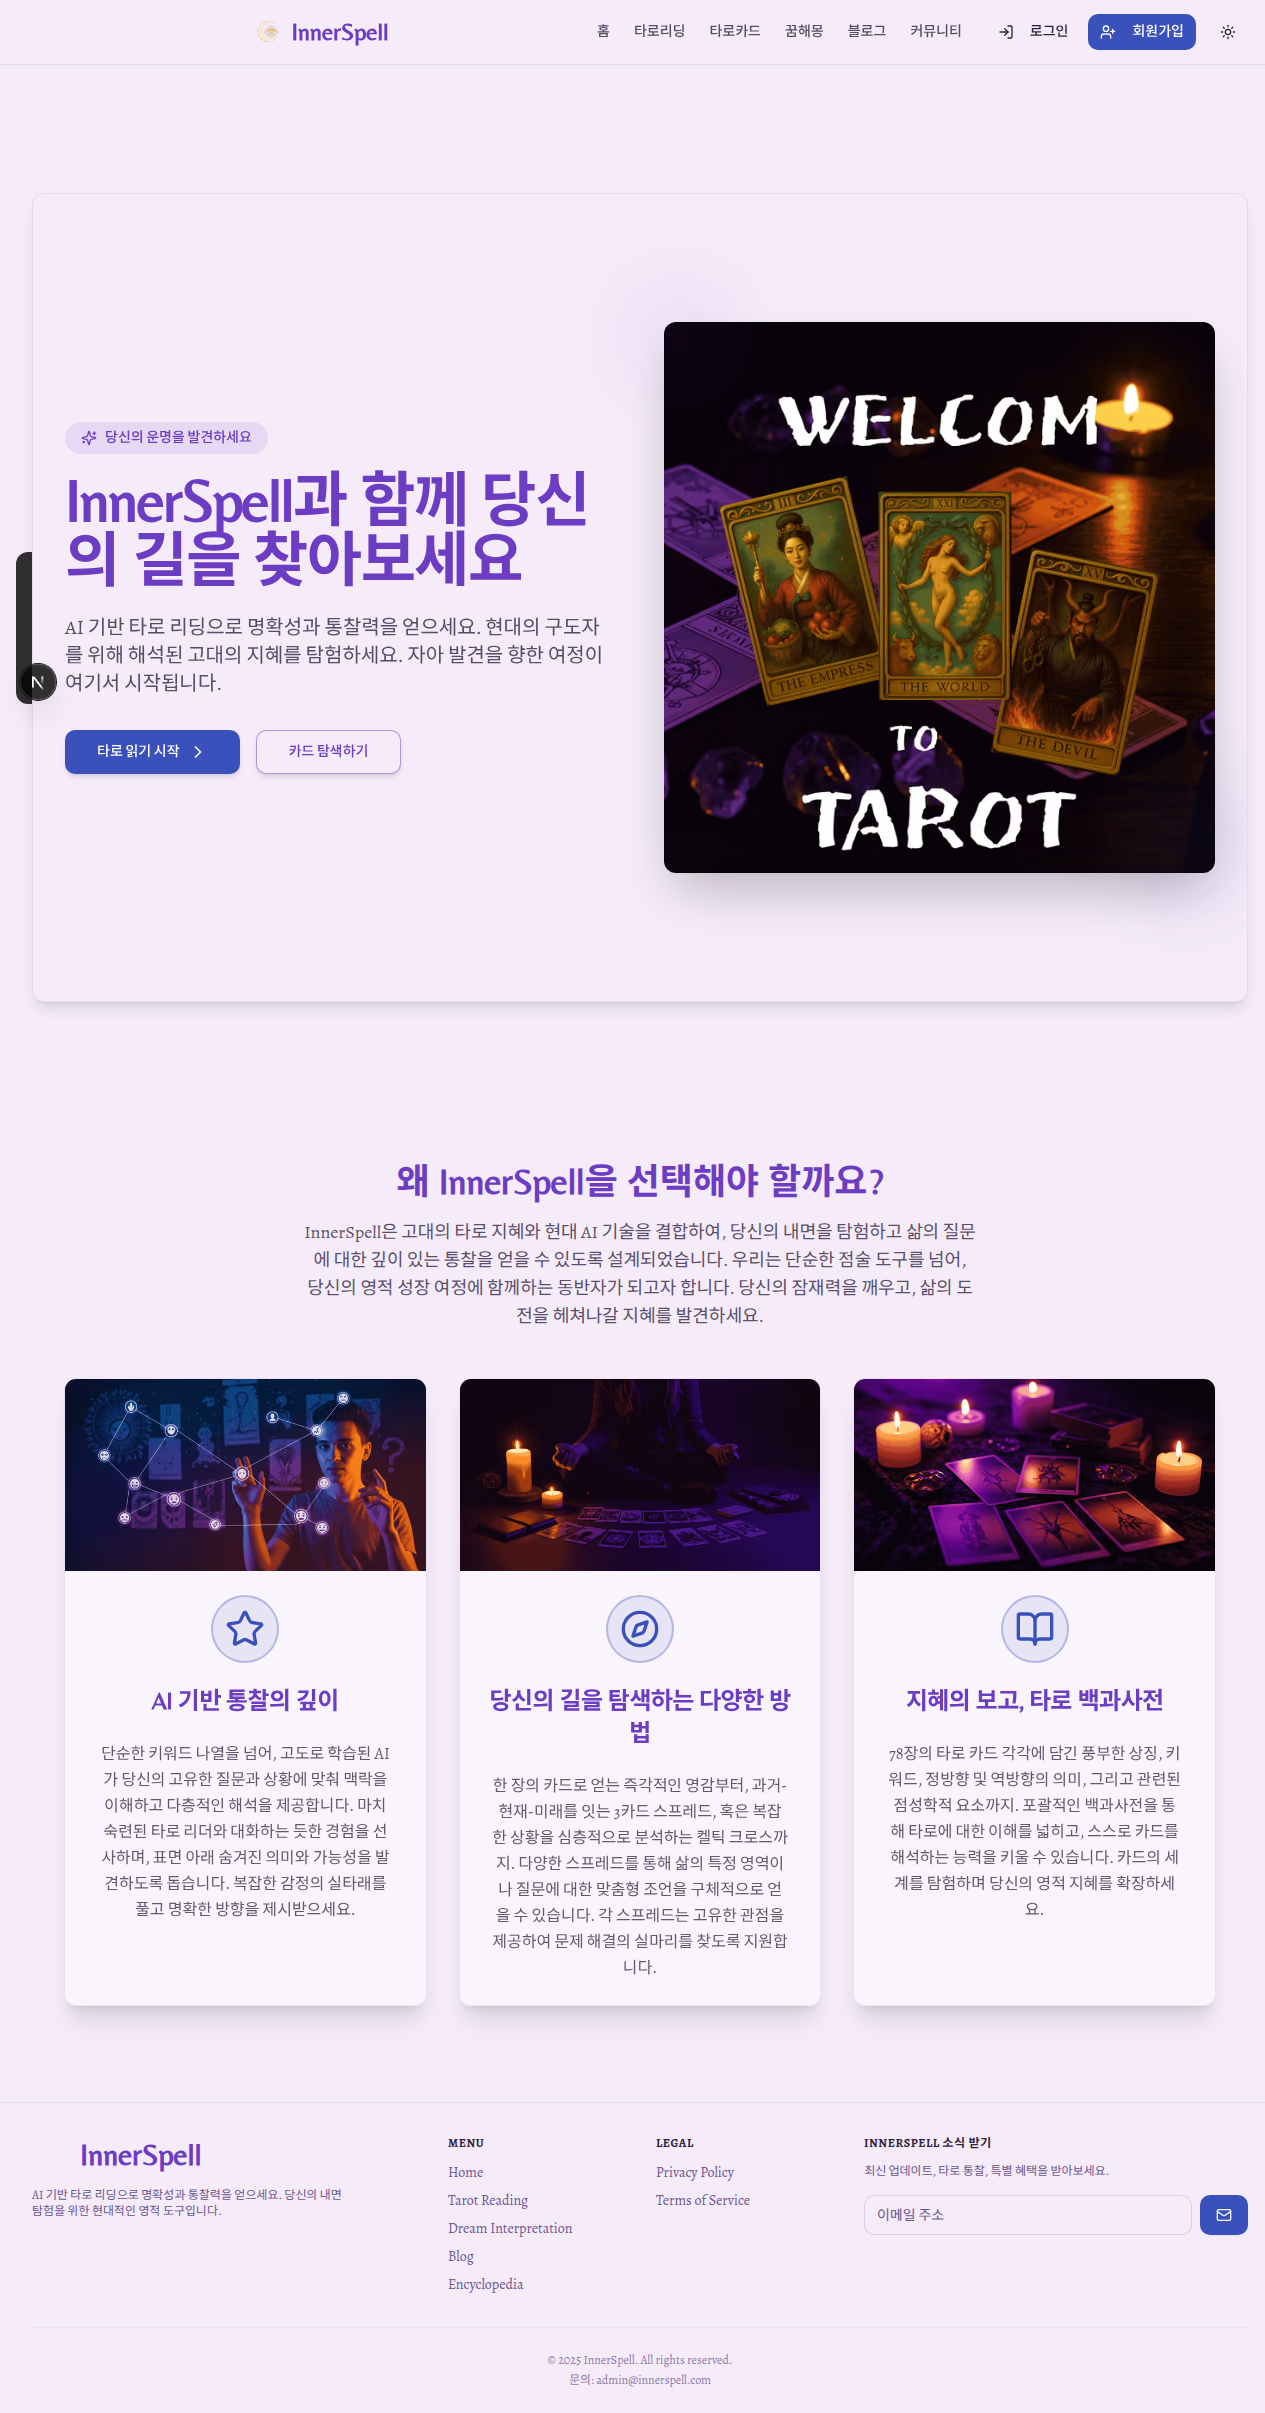 InnerSpell
홈 타로리딩 타로카드 꿈해몽 블로그 커뮤니티 로그인 회원가입
당신의 운명을 발견하세요
InnerSpell과 함께 당신
의 길을 찾아보세요
AI 기반 타로 리딩으로 명확성과 통찰력을 얻으세요. 현대의 구도자
를 위해 해석된 고대의 지혜를 탐험하세요. 자아 발견을 향한 여정이
여기서 시작됩니다.
타로 읽기 시작
카드 탐색하기
N
WELCOM
III
THE EMPRESS
XXI
THE WORLD
XV
THE DEVIL
TO
TAROT
왜 InnerSpell을 선택해야 할까요?
InnerSpell은 고대의 타로 지혜와 현대 AI 기술을 결합하여, 당신의 내면을 탐험하고 삶의 질문
에 대한 깊이 있는 통찰을 얻을 수 있도록 설계되었습니다. 우리는 단순한 점술 도구를 넘어,
당신의 영적 성장 여정에 함께하는 동반자가 되고자 합니다. 당신의 잠재력을 깨우고, 삶의 도
전을 헤쳐나갈 지혜를 발견하세요.
AI 기반 통찰의 깊이
단순한 키워드 나열을 넘어, 고도로 학습된 AI
가 당신의 고유한 질문과 상황에 맞춰 맥락을
이해하고 다층적인 해석을 제공합니다. 마치
숙련된 타로 리더와 대화하는 듯한 경험을 선
사하며, 표면 아래 숨겨진 의미와 가능성을 발
견하도록 돕습니다. 복잡한 감정의 실타래를
풀고 명확한 방향을 제시받으세요.
당신의 길을 탐색하는 다양한 방
법
한 장의 카드로 얻는 즉각적인 영감부터, 과거-
현재-미래를 잇는 3카드 스프레드, 혹은 복잡
한 상황을 심층적으로 분석하는 켈틱 크로스까
지. 다양한 스프레드를 통해 삶의 특정 영역이
나 질문에 대한 맞춤형 조언을 구체적으로 얻
을 수 있습니다. 각 스프레드는 고유한 관점을
제공하여 문제 해결의 실마리를 찾도록 지원합
니다.
지혜의 보고, 타로 백과사전
78장의 타로 카드 각각에 담긴 풍부한 상징, 키
워드, 정방향 및 역방향의 의미, 그리고 관련된
점성학적 요소까지. 포괄적인 백과사전을 통
해 타로에 대한 이해를 넓히고, 스스로 카드를
해석하는 능력을 키울 수 있습니다. 카드의 세
계를 탐험하며 당신의 영적 지혜를 확장하세
요.
InnerSpell
AI 기반 타로 리딩으로 명확성과 통찰력을 얻으세요. 당신의 내면
탐험을 위한 현대적인 영적 도구입니다.
MENU
Home
Tarot Reading
Dream Interpretation
Blog
Encyclopedia
LEGAL
Privacy Policy
Terms of Service
INNERSPELL 소식 받기
최신 업데이트, 타로 통찰, 특별 혜택을 받아보세요.
이메일 주소
© 2025 InnerSpell. All rights reserved.
문의: admin@innerspell.com